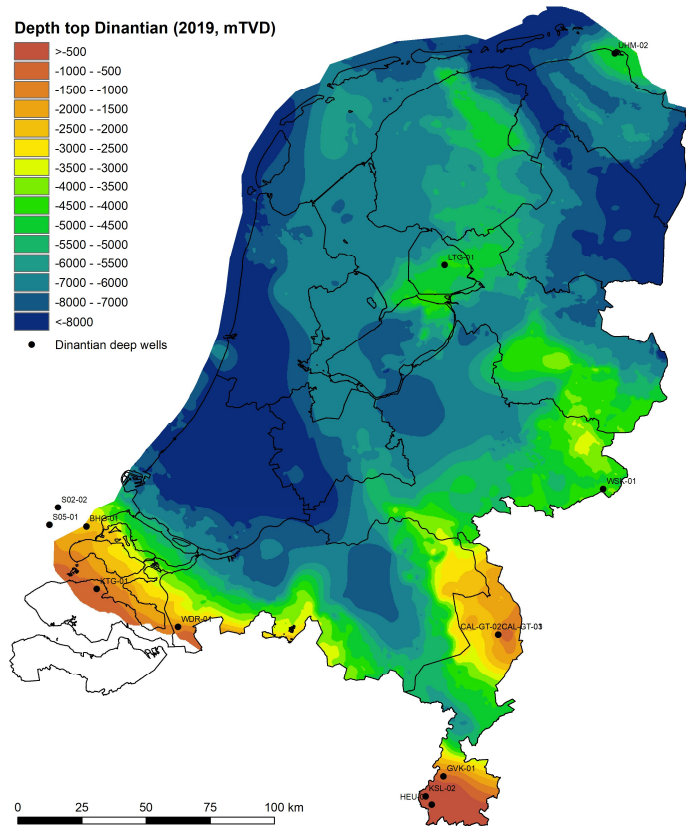 Depth top Dinantian (2019, mTVD)
>-500
-1000 - -500
-1500 - -1000
-2000 - -1500
-2500 - -2000
-3000 - -2500
-3500 - -3000
-4000 - -3500
-4500 - -4000
-5500 - -5000
-6000 - -5500
-7000 - -6000
-8000 - -7000
<-8000
Dinantian deep wells
UHM-02
LTG-01
WSK-01
S02-02
S05-01
BHG-01
KTG-01
WDR-01
CAL-GT-02
CAL-GT-03
GVK-01
KSL-02
0 25 50 75 100 km